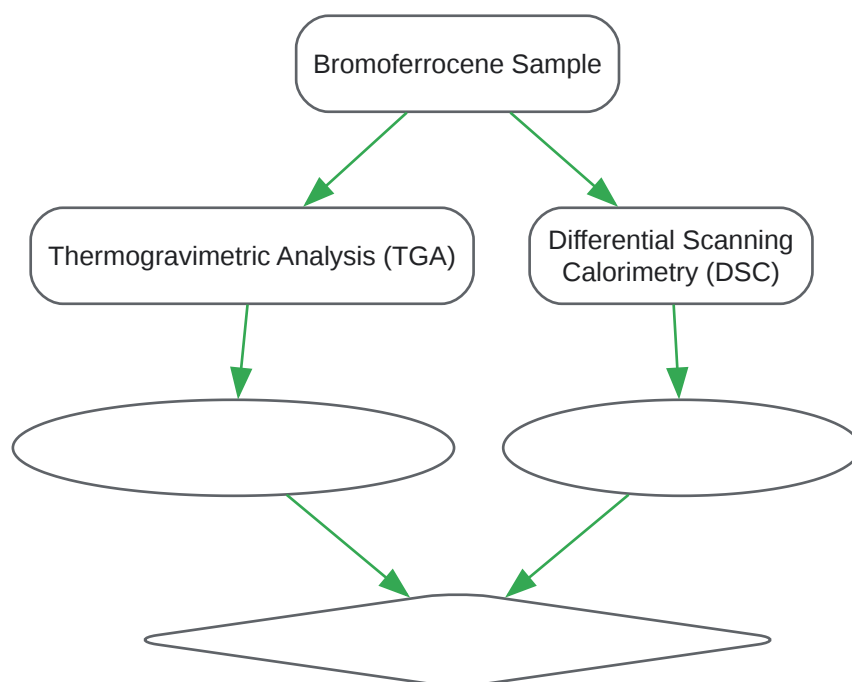 Bromoferrocene Sample
Thermogravimetric Analysis (TGA)
Differential Scanning
Calorimetry (DSC)